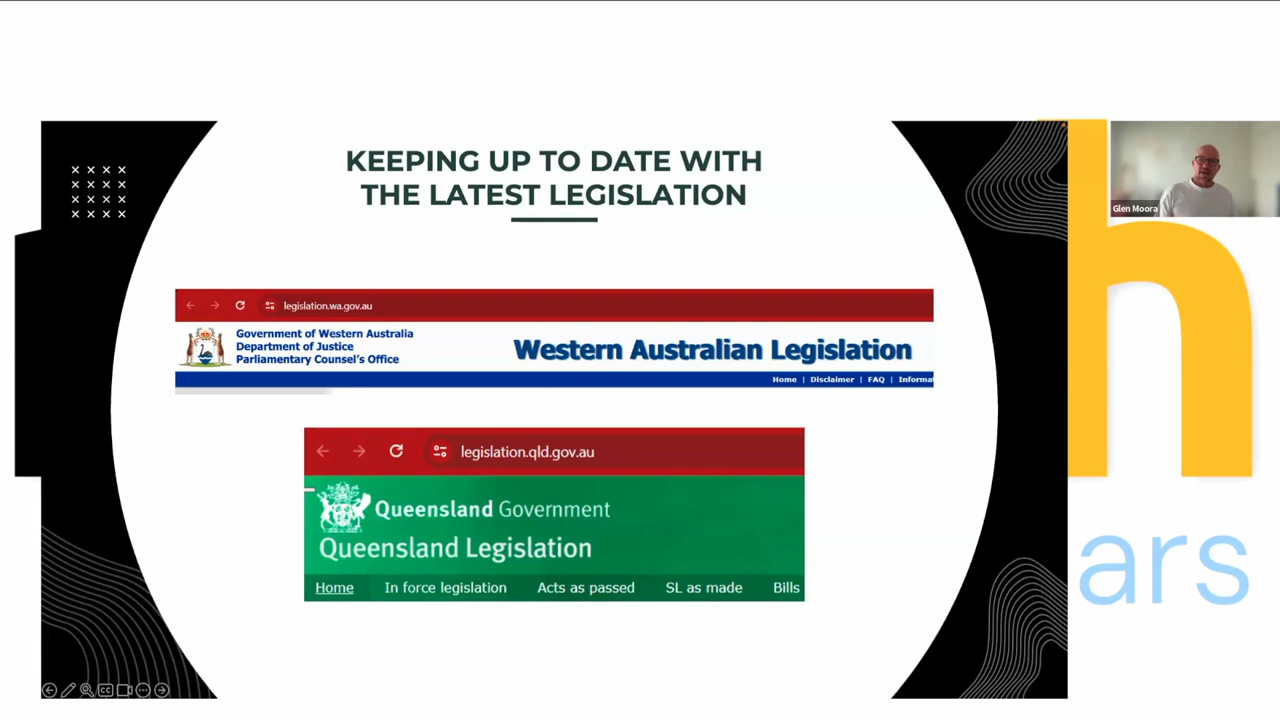 KEEPING UP TO DATE WITH
THE LATEST LEGISLATION
Glen Moora
legislation.wa.gov.au
Government of Western Australia
Department of Justice
Parliamentary Counsel's Office
Western Australian Legislation
Home | Disclaimer | FAQ | Informat
legislation.qld.gov.au
Queensland Government
Queensland Legislation
Home In force legislation Acts as passed SL as made Bills
h
ars
CC